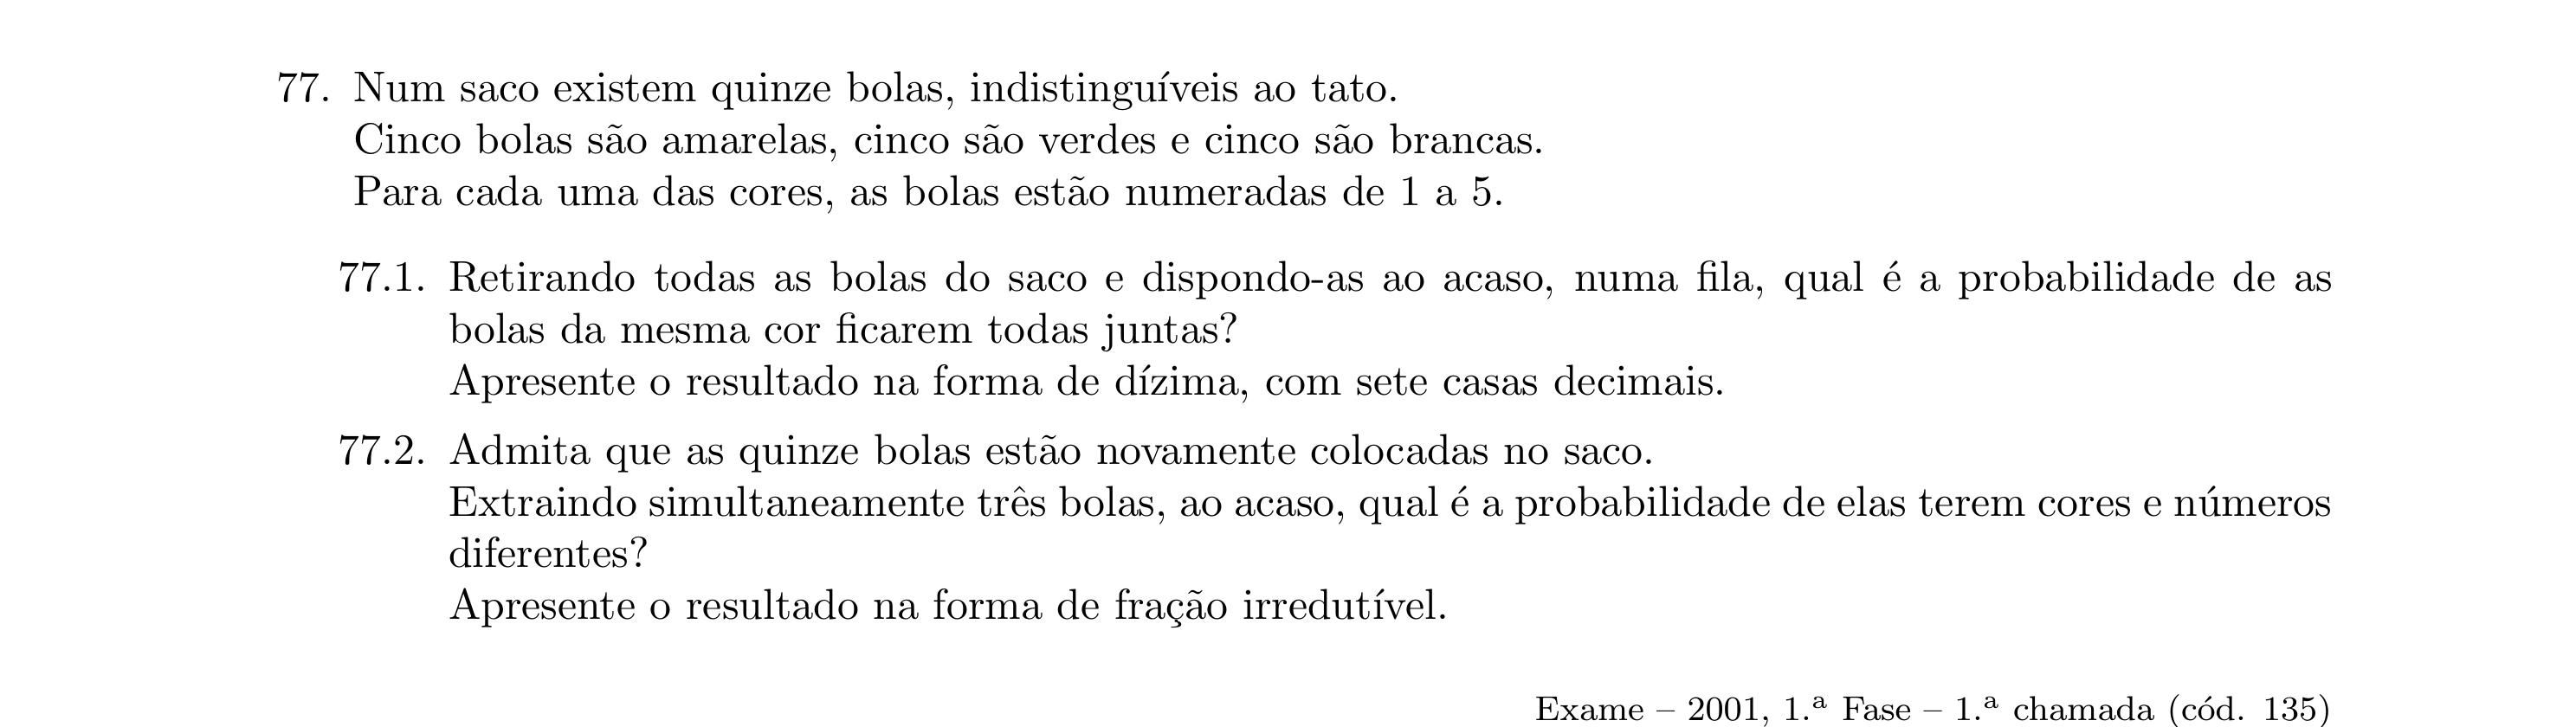 77. Num saco existem quinze bolas, indistinguíveis ao tato.
Cinco bolas são amarelas, cinco são verdes e cinco são brancas.
Para cada uma das cores, as bolas estão numeradas de 1 a 5.
77.1. Retirando todas as bolas do saco e dispondo-as ao acaso, numa fila, qual é a probabilidade de as
bolas da mesma cor ficarem todas juntas?
Apresente o resultado na forma de dízima, com sete casas decimais.
77.2. Admita que as quinze bolas estão novamente colocadas no saco.
Extraindo simultaneamente três bolas, ao acaso, qual é a probabilidade de elas terem cores e números
diferentes?
Apresente o resultado na forma de fração irredutível.
Exame – 2001, 1.ª Fase – 1.ª chamada (cód. 135)